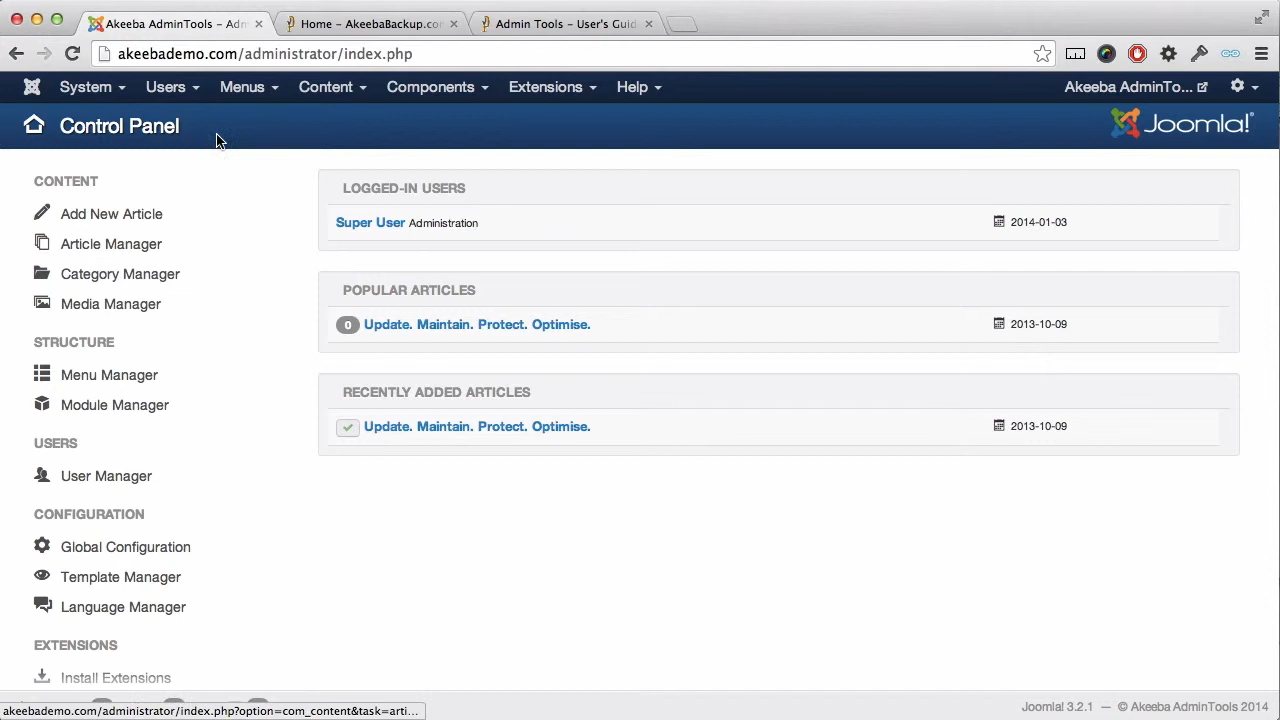 Akeeba AdminTools – Adm
Home – AkeebaBackup.com
Admin Tools – User's Guid
akeebademo.com/administrator/index.php
System Users Menus Content Components Extensions Help Akeeba AdminTo...
Control Panel
Joomla!
CONTENT
Add New Article
Article Manager
Category Manager
Media Manager
STRUCTURE
Menu Manager
Module Manager
USERS
User Manager
CONFIGURATION
Global Configuration
Template Manager
Language Manager
EXTENSIONS
Install Extensions
LOGGED-IN USERS
Super User Administration 2014-01-03
POPULAR ARTICLES
0 Update. Maintain. Protect. Optimise. 2013-10-09
RECENTLY ADDED ARTICLES
Update. Maintain. Protect. Optimise. 2013-10-09
akeebademo.com/administrator/index.php?option=com_content&task=arti...
Joomla! 3.2.1 — © Akeeba AdminTools 2014